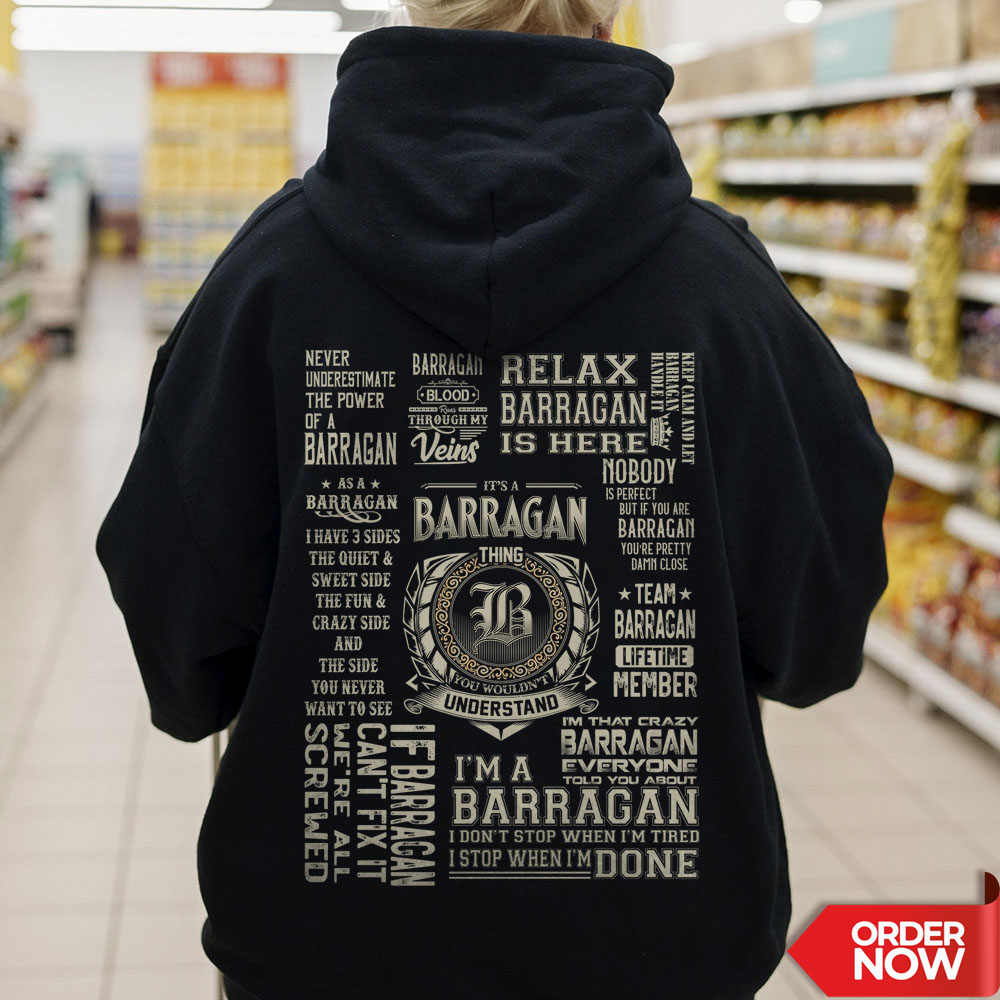 NEVER
UNDERESTIMATE
THE POWER
OF A
BARRAGAN
BARRAGAN
BLOOD
Runs
THROUGH MY
Veins
RELAX
BARRAGAN
IS HERE
KEEP CALM AND LET
BARRAGAN
HANDLE IT
NOBODY
IS PERFECT
BUT IF YOU ARE
BARRAGAN
YOU'RE PRETTY
DAMN CLOSE
★ AS A ★
BARRAGAN
I HAVE 3 SIDES
THE QUIET &
SWEET SIDE
THE FUN &
CRAZY SIDE
AND
THE SIDE
YOU NEVER
WANT TO SEE
IT'S A
BARRAGAN
THING
B
YOU WOULDN'T
UNDERSTAND
★ TEAM ★
BARRAGAN
LIFETIME
MEMBER
IF BARRAGAN
CAN'T FIX IT
WE'RE ALL
SCREWED
I'M THAT CRAZY
BARRAGAN
EVERYONE
TOLD YOU ABOUT
I'M A
BARRAGAN
I DON'T STOP WHEN I'M TIRED
I STOP WHEN I'M DONE
ORDER
NOW